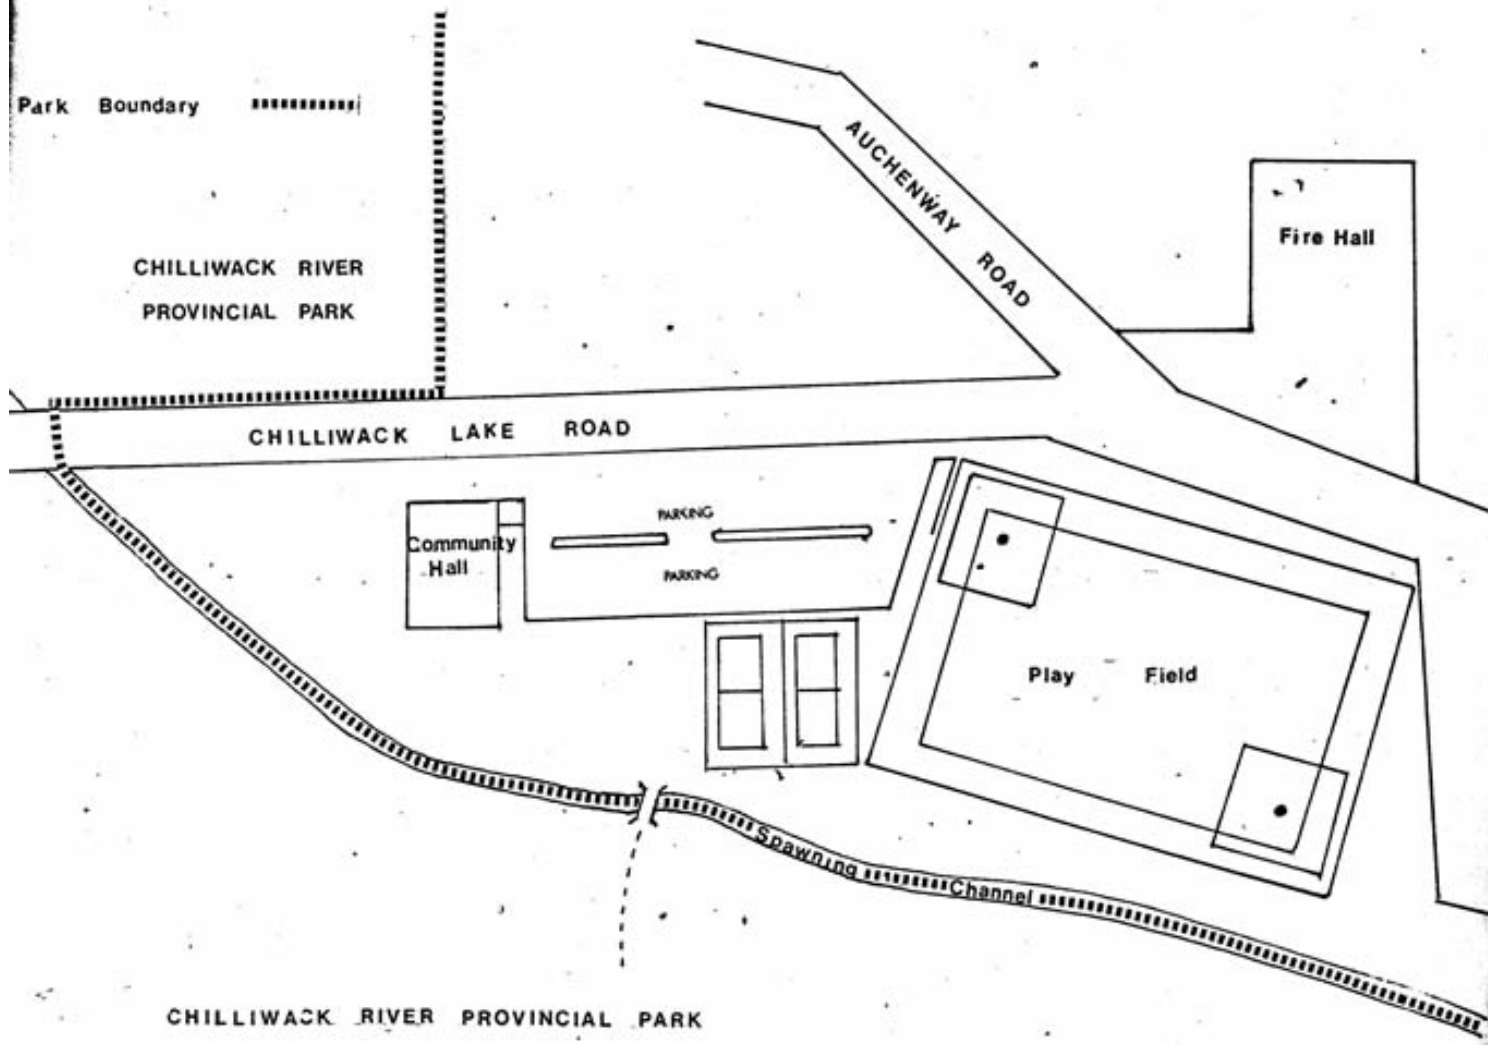 Park Boundary
CHILLIWACK RIVER
PROVINCIAL PARK
AUCHENWAY ROAD
Fire Hall
CHILLIWACK LAKE ROAD
PARKING
Community
Hall
PARKING
Play Field
Spawning Channel
CHILLIWACK RIVER PROVINCIAL PARK